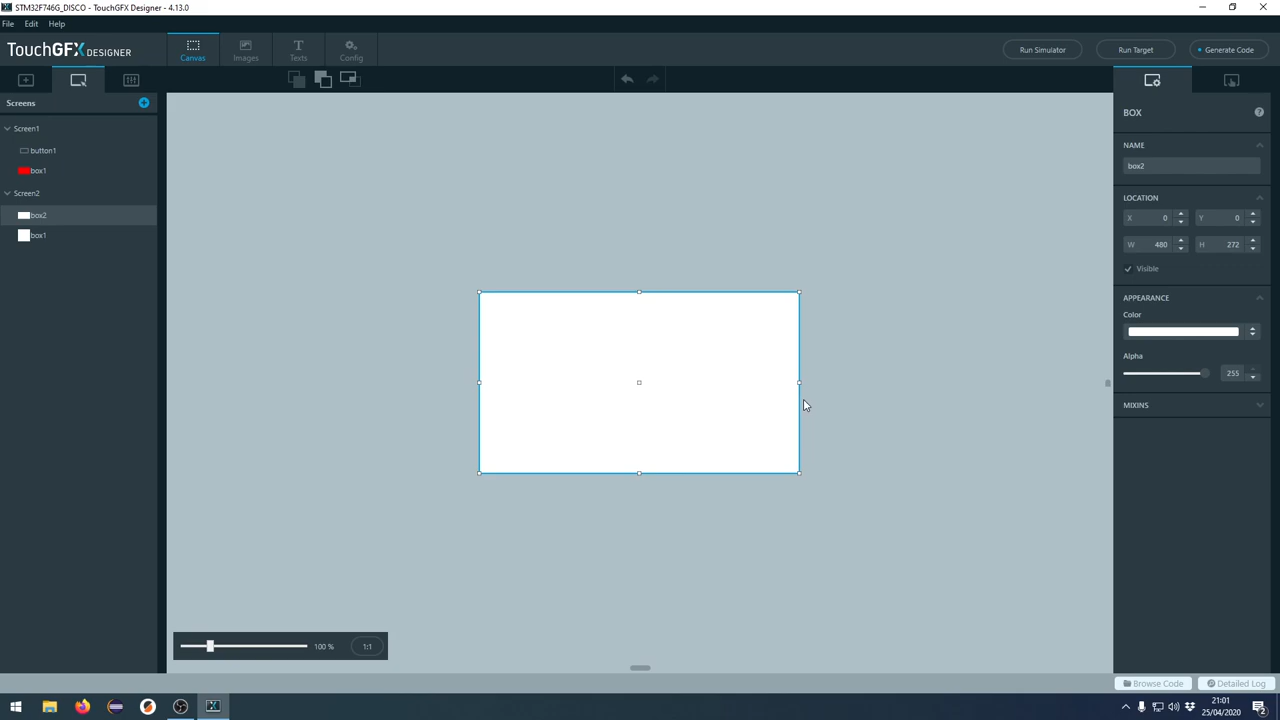 STM32F746G_DISCO - TouchGFX Designer - 4.13.0
File Edit Help
TouchGFX DESIGNER
Canvas Images Texts Config
Run Simulator Run Target Generate Code
Screens
Screen1
button1
box1
Screen2
box2
box1
100 % 1:1
BOX
NAME
box2
LOCATION
X 0 Y 0
W 480 H 272
Visible
APPEARANCE
Color
Alpha
255
MIXINS
Browse Code Detailed Log
21:01
25/04/2020
2